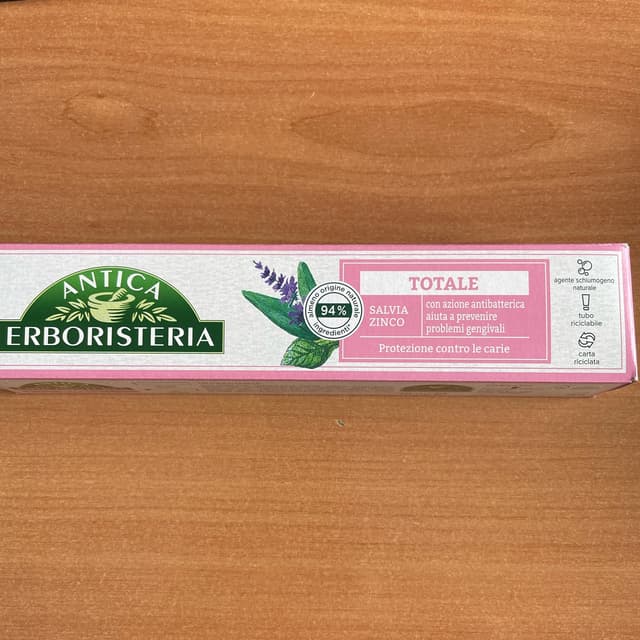 ANTICA
ERBORISTERIA
almeno origine naturale
94%
ingredienti*
TOTALE
SALVIA
ZINCO
con azione antibatterica
aiuta a prevenire
problemi gengivali
Protezione contro le carie
agente schiumogeno
naturale
tubo
riciclabile
carta
riciclata